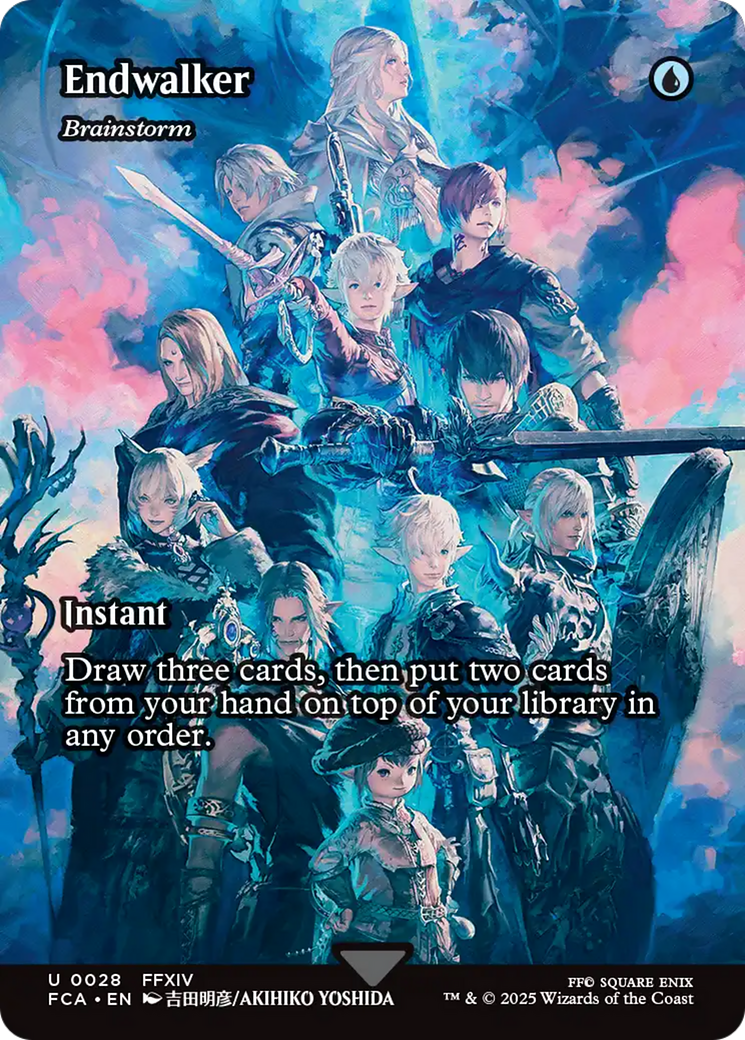 Endwalker
Brainstorm
Instant
Draw three cards, then put two cards
from your hand on top of your library in
any order.
U 0028 FFXIV
FCA • EN 吉田明彦/AKIHIKO YOSHIDA
FF© SQUARE ENIX
™ & © 2025 Wizards of the Coast